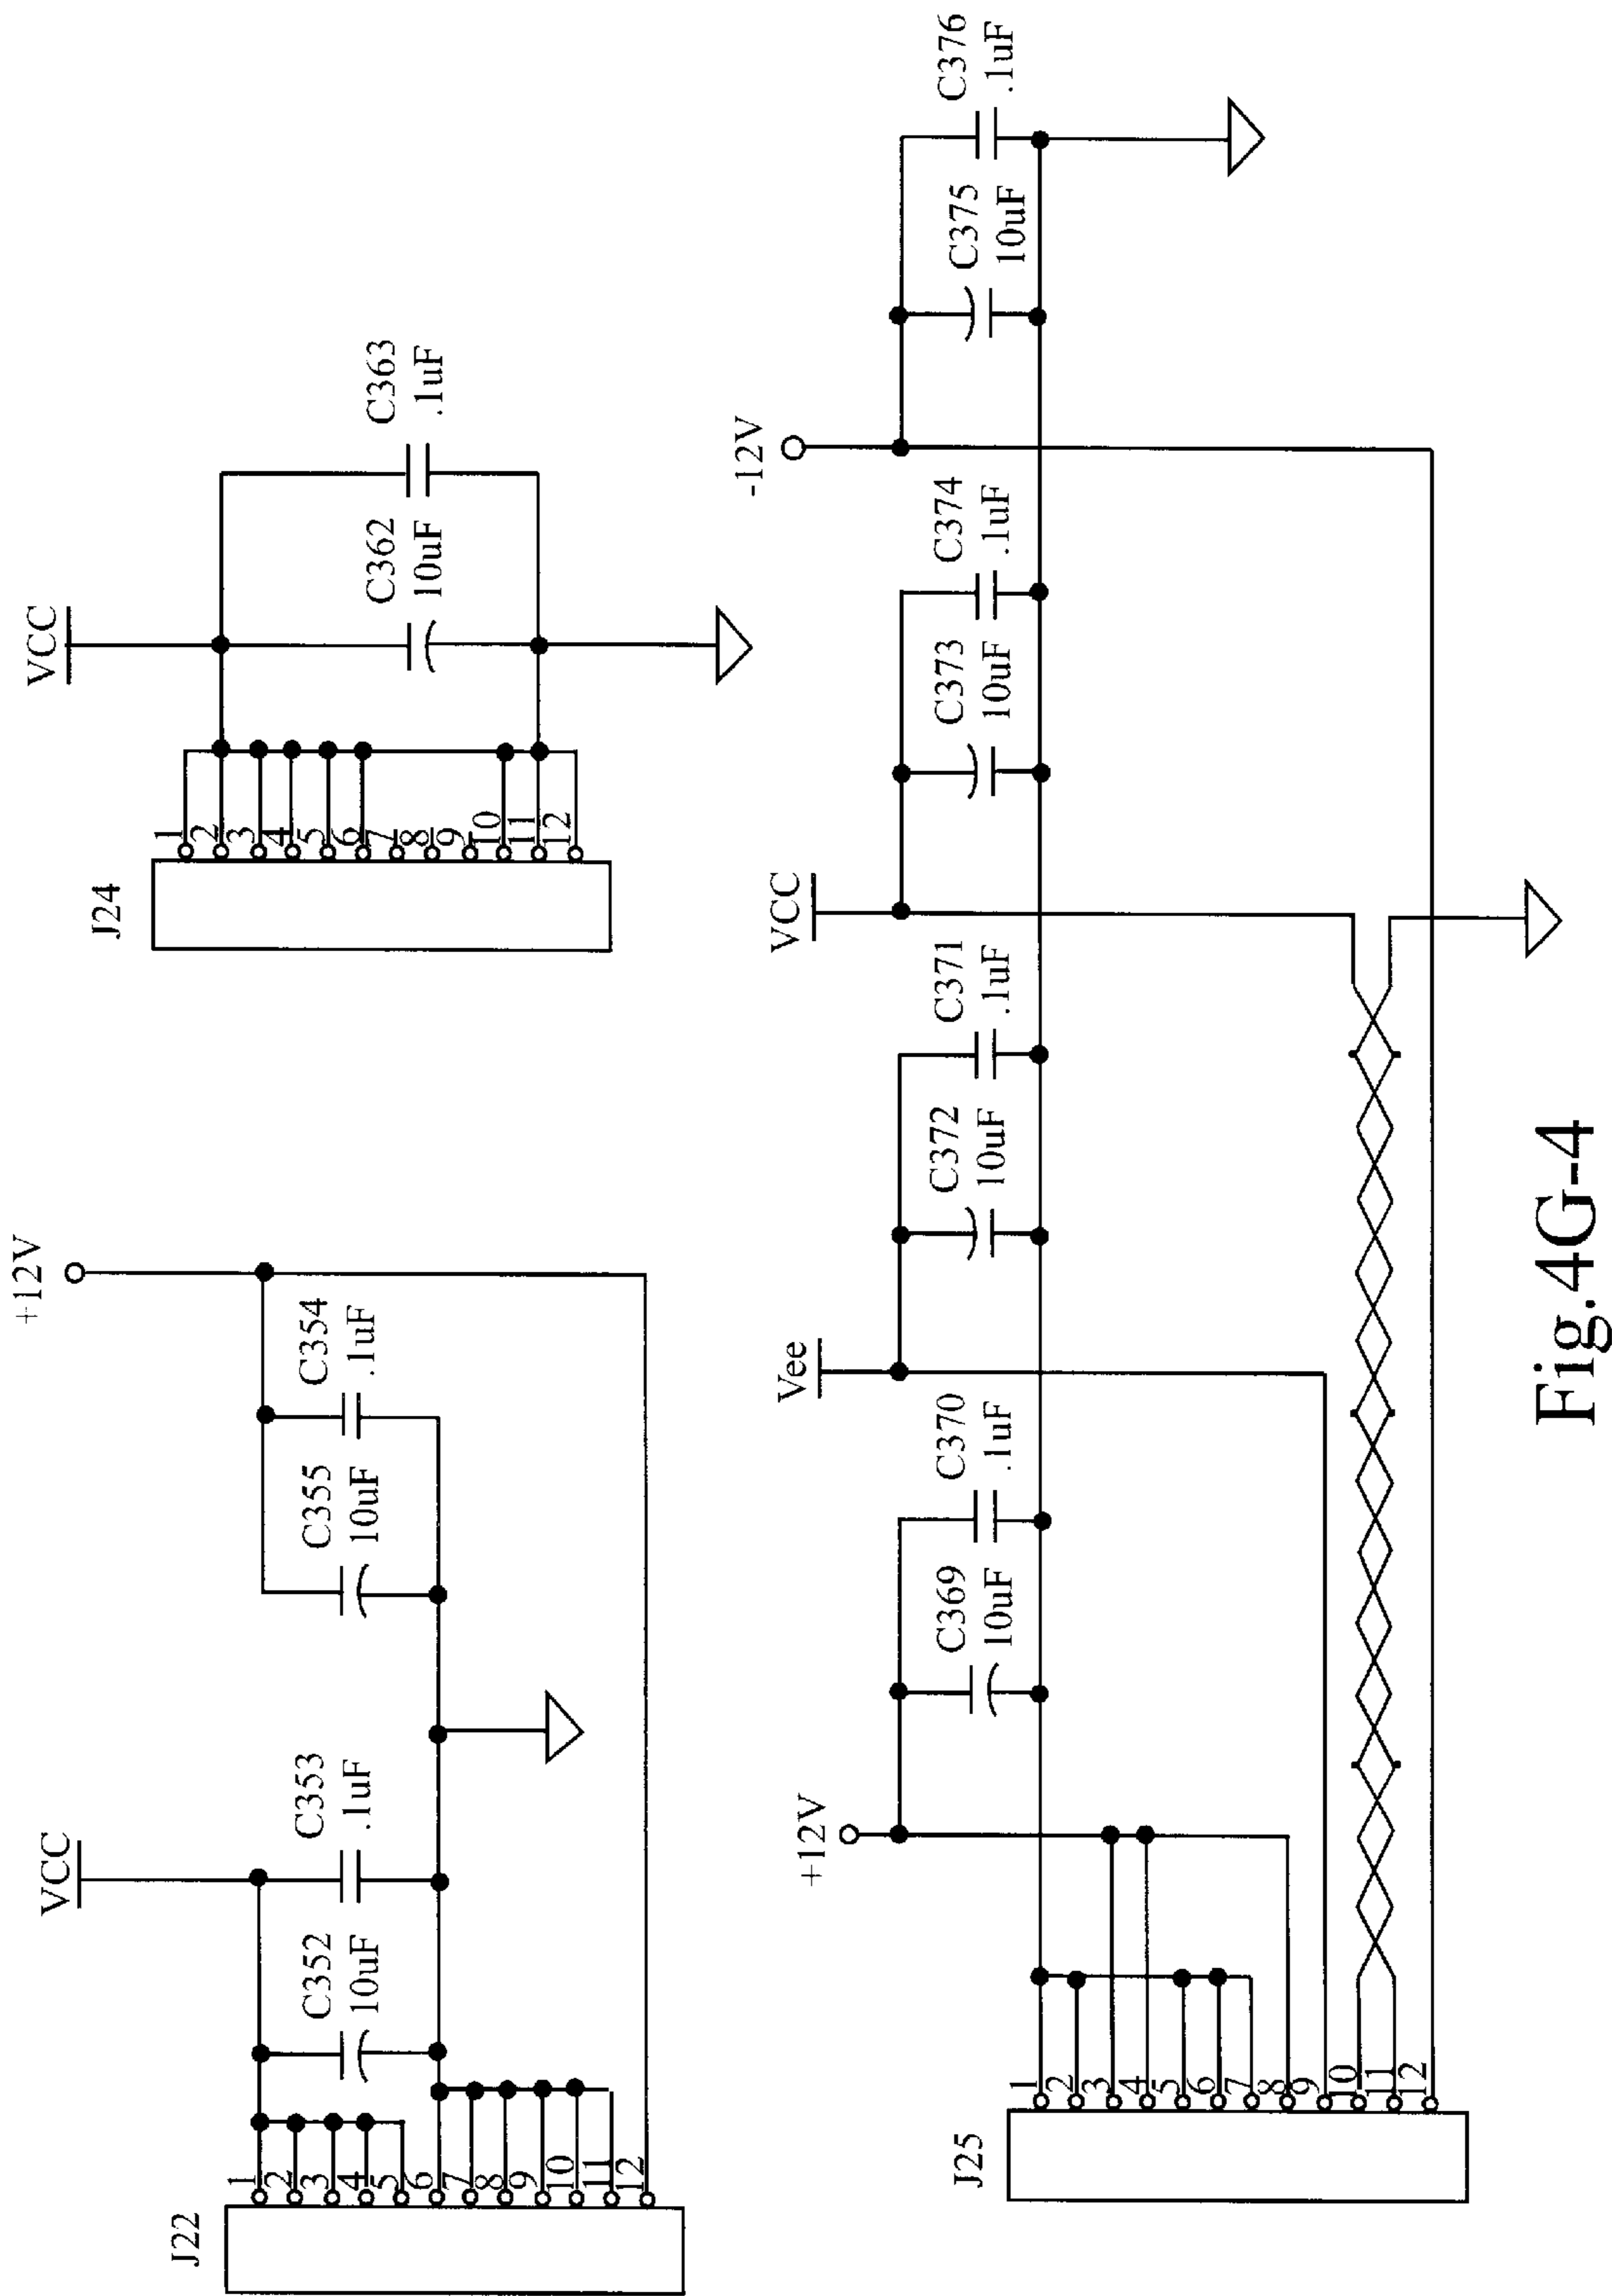 J22
1
2
3
4
5
6
7
8
9
10
11
12
VCC
C352
10uF
C353
.1uF
C355
10uF
C354
.1uF
+12V
J24
1
2
3
4
5
6
7
8
9
10
11
12
VCC
C362
10uF
C363
.1uF
J25
1
2
3
4
5
6
7
8
9
10
11
12
+12V
C369
10uF
C370
.1uF
Vee
C372
10uF
C371
.1uF
VCC
C373
10uF
C374
.1uF
-12V
C375
10uF
C376
.1uF
Fig.4G-4